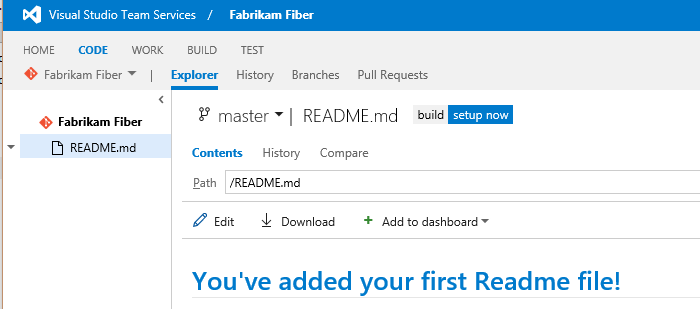 Visual Studio Team Services / Fabrikam Fiber
HOME CODE WORK BUILD TEST
Fabrikam Fiber | Explorer History Branches Pull Requests
Fabrikam Fiber
README.md
master | README.md build setup now
Contents History Compare
Path /README.md
Edit Download + Add to dashboard
You've added your first Readme file!